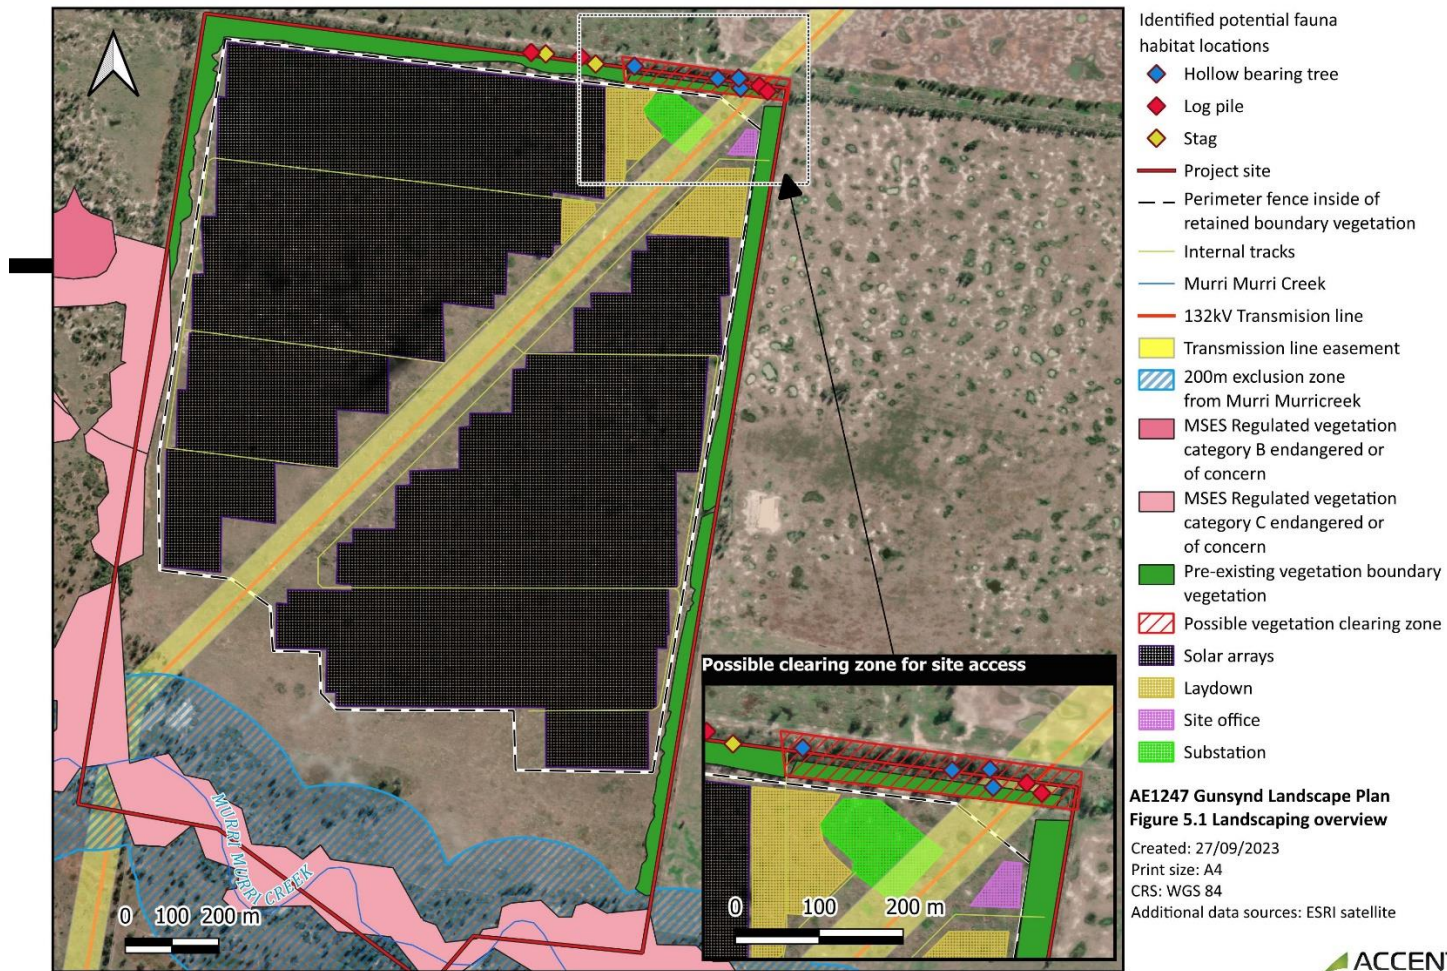 Identified potential fauna
habitat locations
Hollow bearing tree
Log pile
Stag
Project site
Perimeter fence inside of
retained boundary vegetation
Internal tracks
Murri Murri Creek
132kV Transmision line
Transmission line easement
200m exclusion zone
from Murri Murricreek
MSES Regulated vegetation
category B endangered or
of concern
MSES Regulated vegetation
category C endangered or
of concern
Pre-existing vegetation boundary
vegetation
Possible vegetation clearing zone
Solar arrays
Laydown
Site office
Substation
AE1247 Gunsynd Landscape Plan
Figure 5.1 Landscaping overview
Created: 27/09/2023
Print size: A4
CRS: WGS 84
Additional data sources: ESRI satellite
ACCEN
Possible clearing zone for site access
0 100 200 m
MURRI MURRI CREEK
0 100 200 m